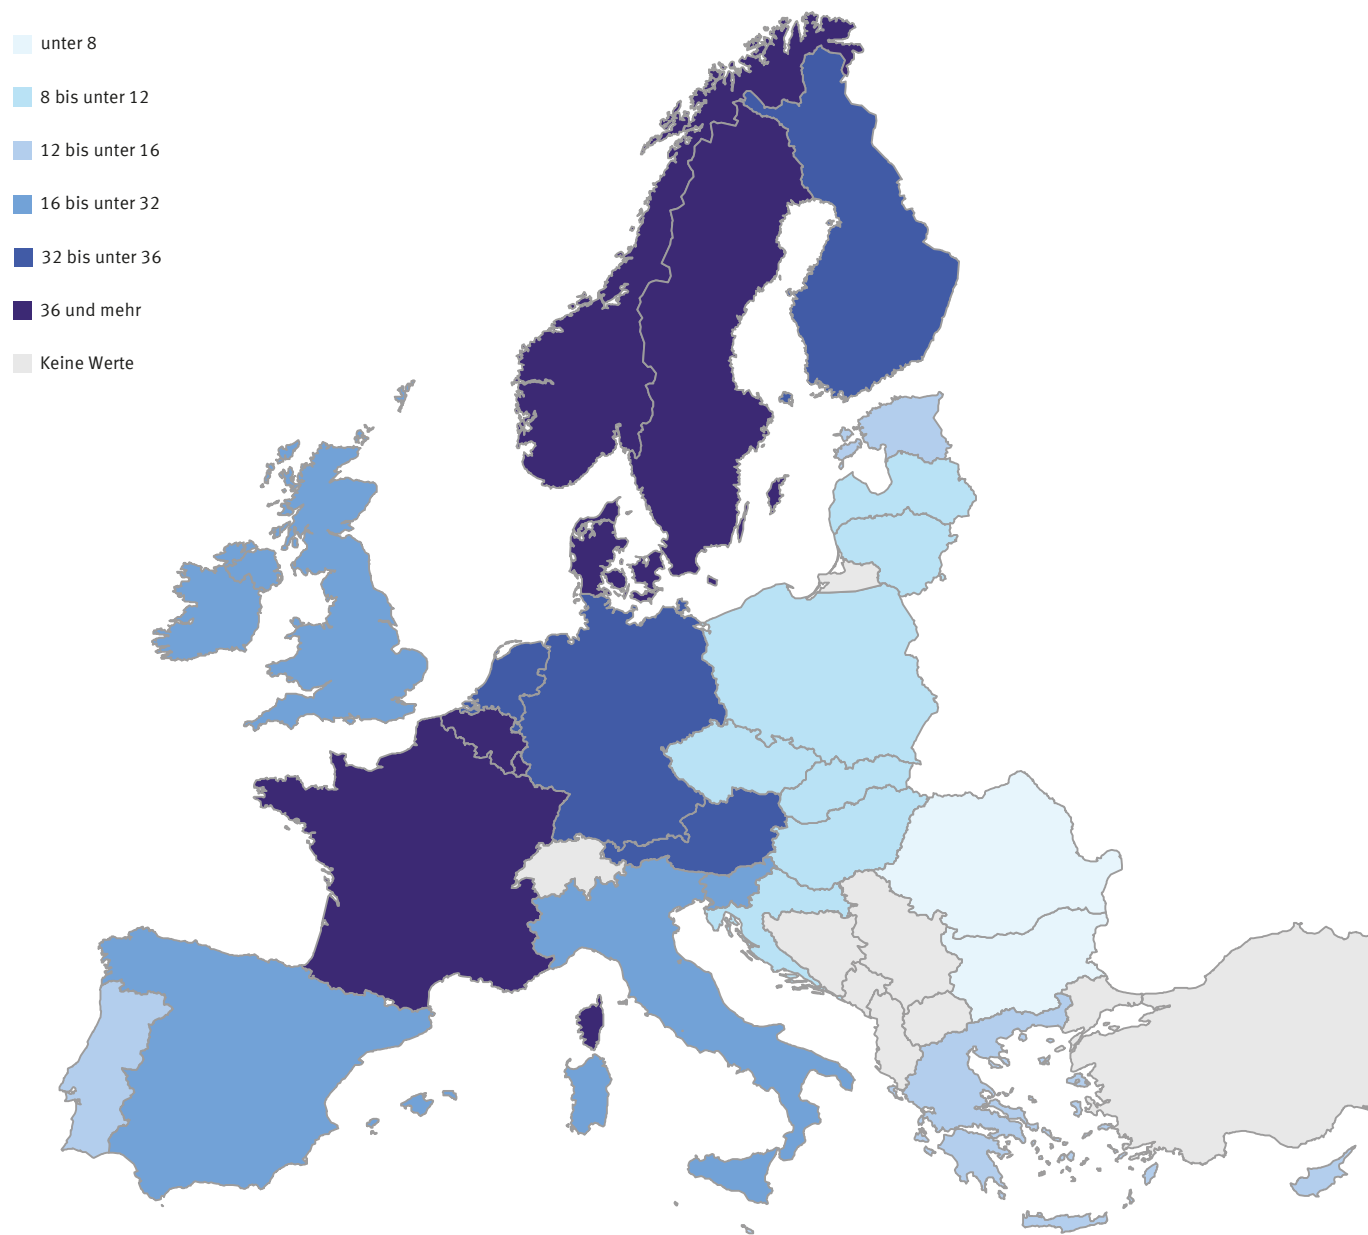 unter 8
8 bis unter 12
12 bis unter 16
16 bis unter 32
32 bis unter 36
36 und mehr
Keine Werte